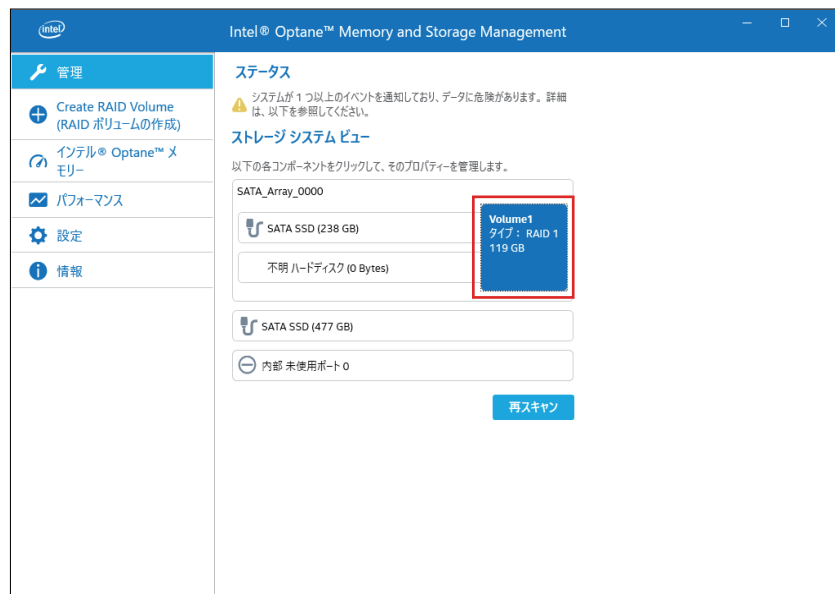 intel
Intel® Optane™ Memory and Storage Management
管理
Create RAID Volume
(RAID ボリュームの作成)
インテル® Optane™ メ
モリー
パフォーマンス
設定
情報
ステータス
システムが 1 つ以上のイベントを通知しており、データに危険があります。詳細
は、以下を参照してください。
ストレージ システム ビュー
以下の各コンポーネントをクリックして、そのプロパティーを管理します。
SATA_Array_0000
SATA SSD (238 GB)
不明 ハードディスク (0 Bytes)
Volume1
タイプ： RAID 1
119 GB
SATA SSD (477 GB)
内部 未使用ポート 0
再スキャン